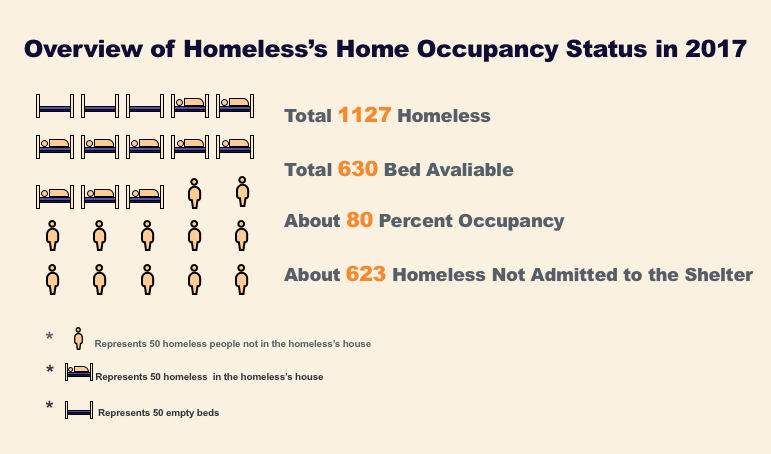 Overview of Homeless’s Home Occupancy Status in 2017
Total 1127 Homeless
Total 630 Bed Avaliable
About 80 Percent Occupancy
About 623 Homeless Not Admitted to the Shelter
* Represents 50 homeless people not in the homeless’s house
* Represents 50 homeless in the homeless’s house
* Represents 50 empty beds